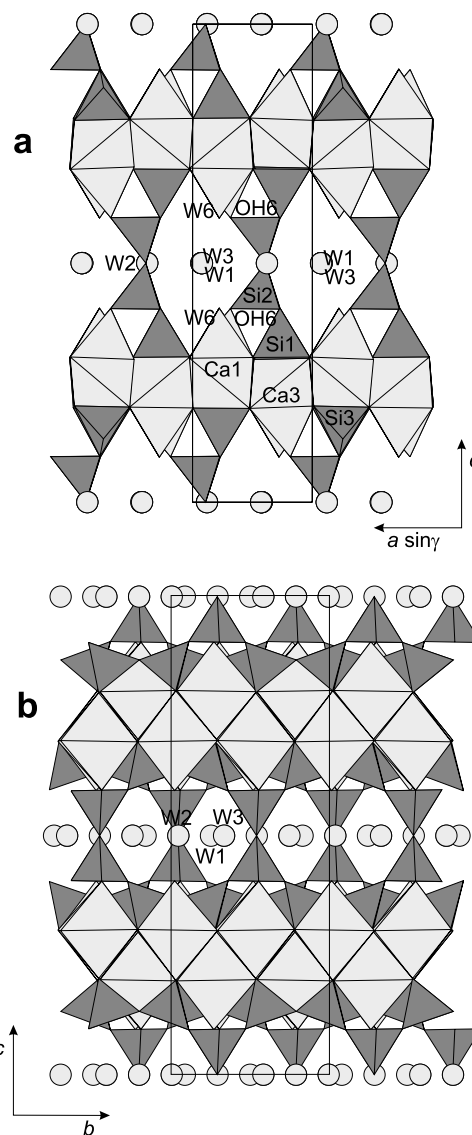 a
W6 OH6
W2 W3 W1
W1 W3
Si2
W6 OH6
Si1
Ca1
Ca3
Si3
c
a sinγ
b
W2 W3
W1
c
b